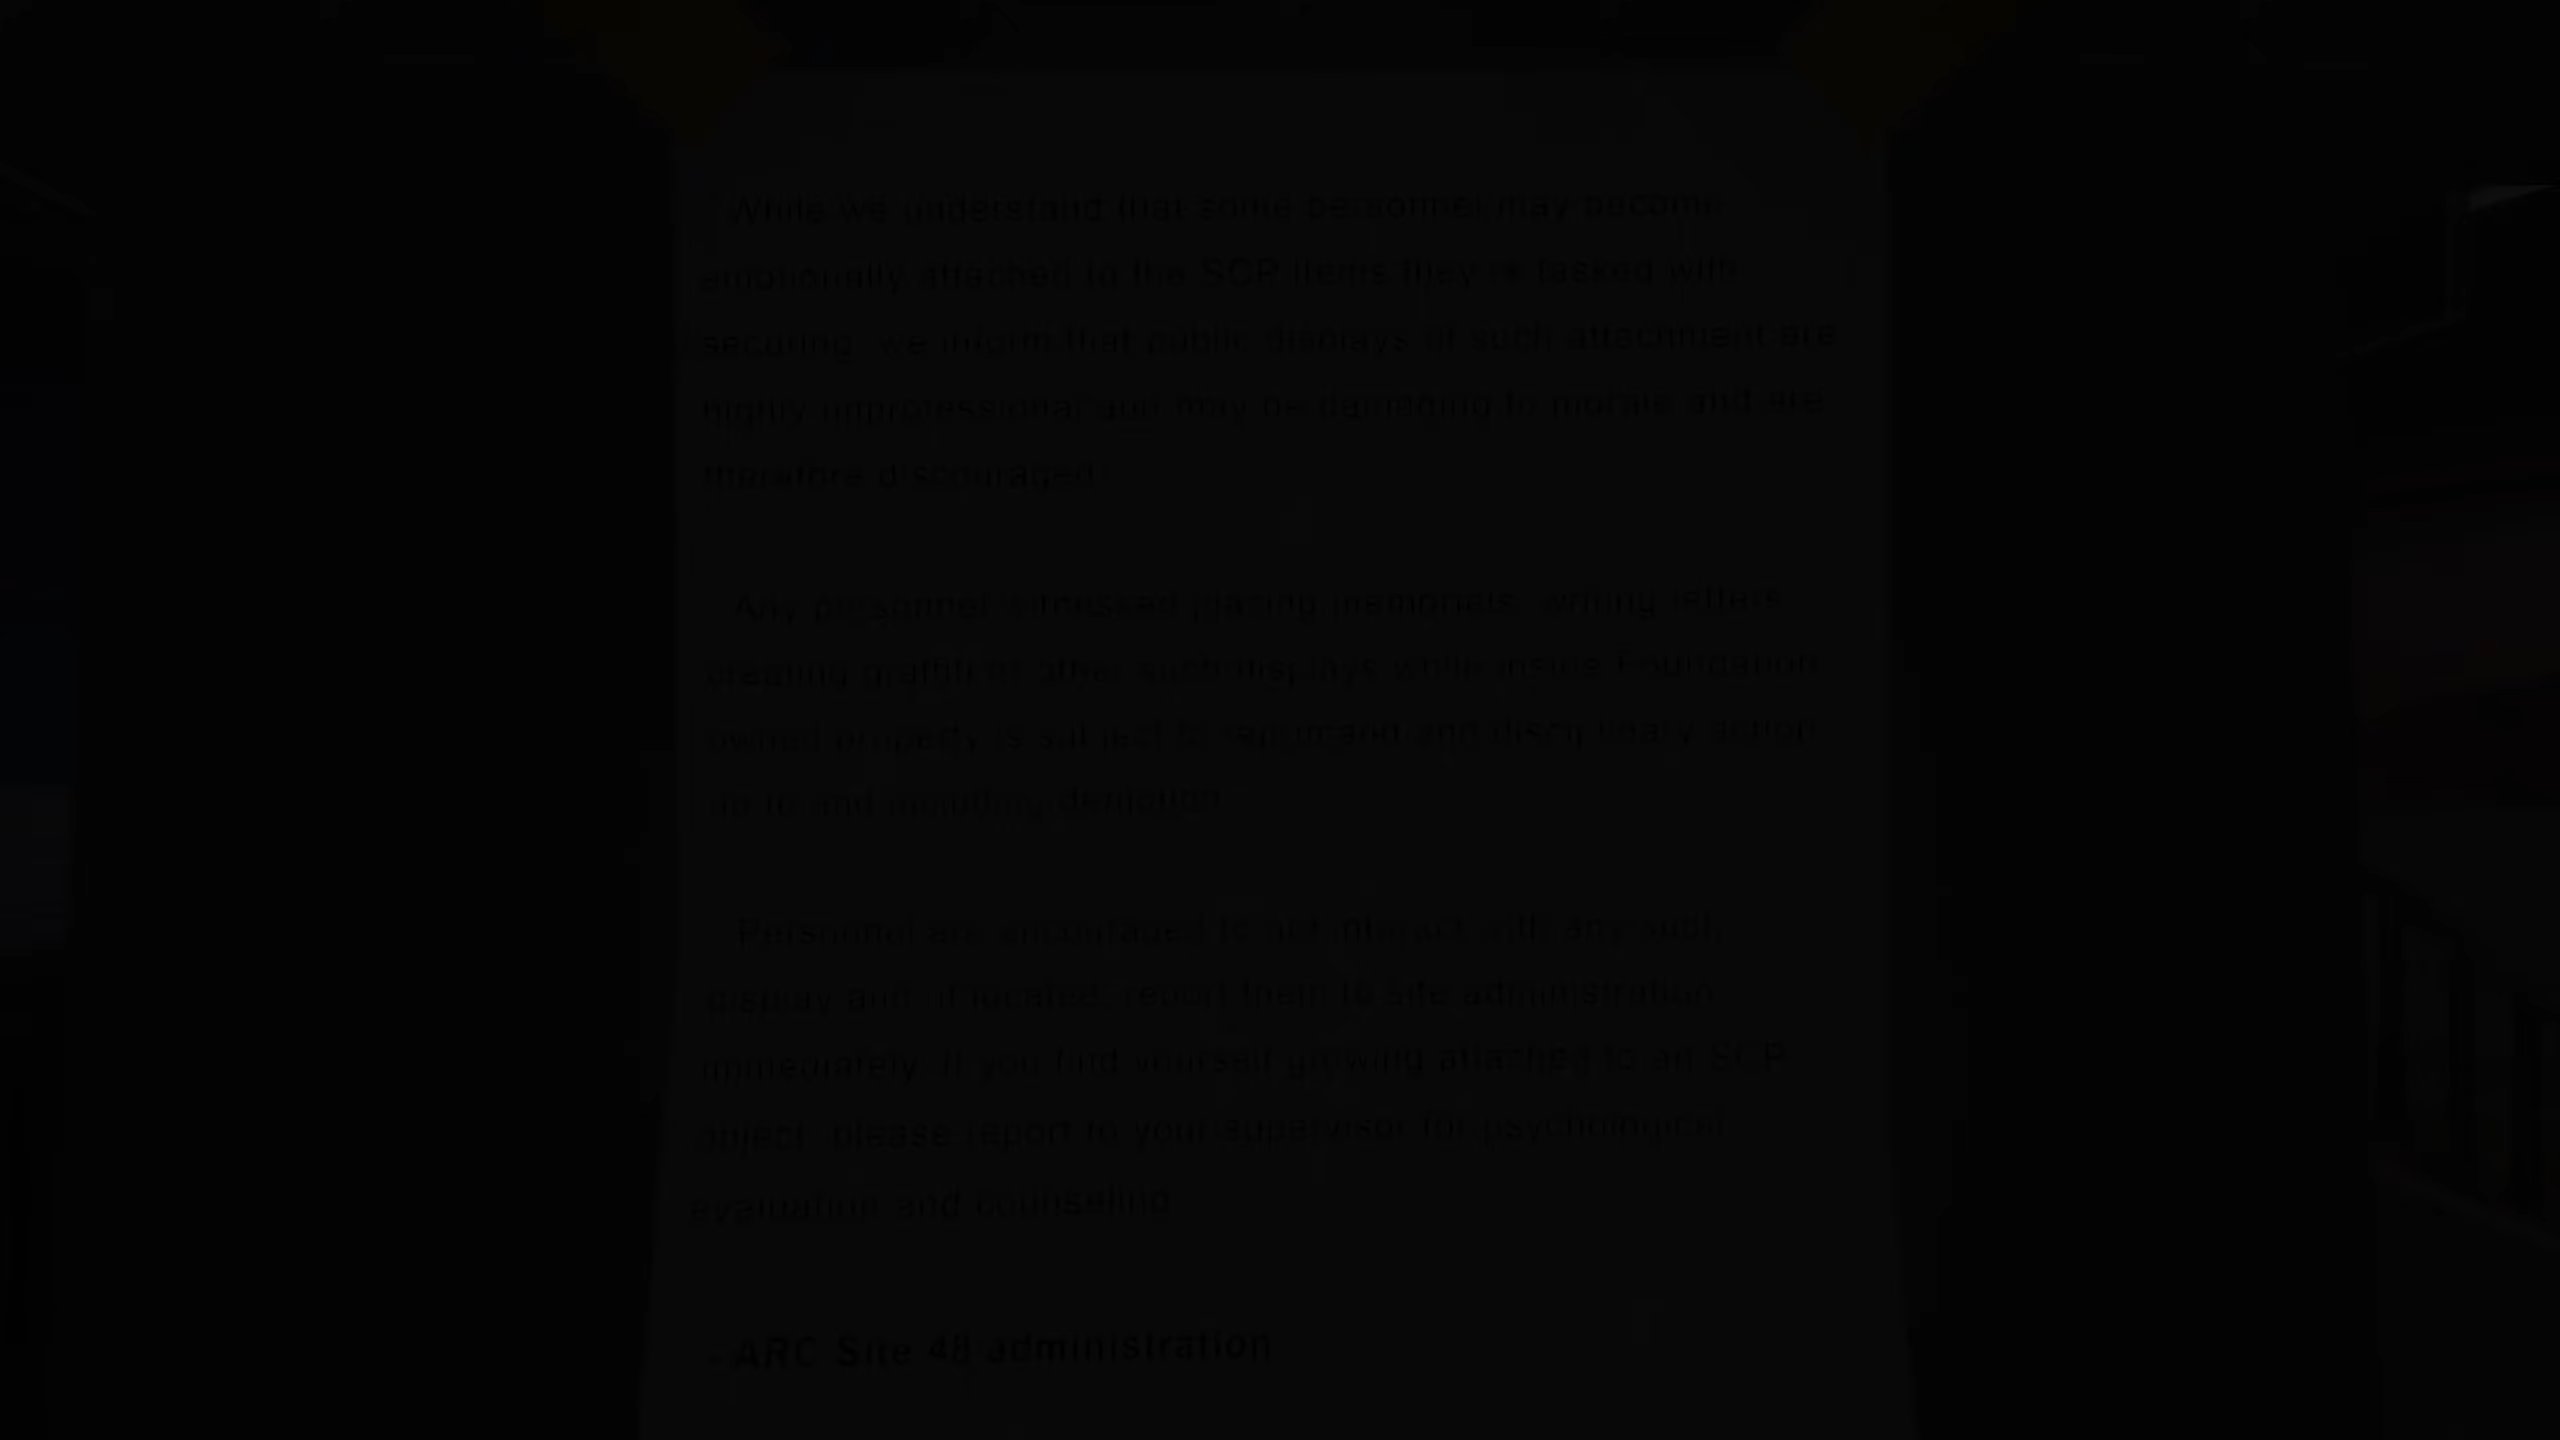 While we understand that some personnel may become
emotionally attached to the SCP items they're tasked with
securing, we inform that public displays of such attachment are
highly unprofessional and may be damaging to morale and are
therefore discouraged.
Any personnel witnessed placing memorials, writing letters,
creating graffiti or other such displays while inside Foundation
owned property is subject to reprimand and disciplinary action
up to and including demotion.
Personnel are encouraged to not interact with any such
display and, if located, report them to site administration
immediately. If you find yourself growing attached to an SCP
object, please report to your supervisor for psychological
evaluation and counseling.
- ARC Site 48 administration